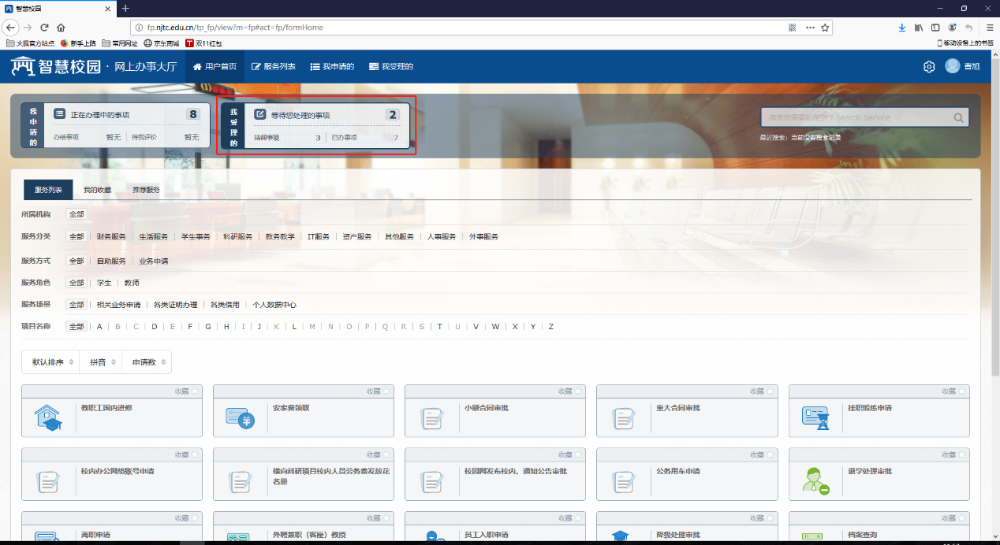 智慧校园
fp.njtc.edu.cn/tp_fp/view?m=fp#act=fp/formHome
火狐官方站点 新手上路 常用网址 京东商城 双11红包 移动设备上的书签
智慧校园 · 网上办事大厅 用户首页 服务列表 我申请的 我受理的 曹旭
我申请的 正在办理中的事项 8
办结事项 暂无 待我评价 暂无
我受理的 等待您处理的事项 2
待阅事项 3 已办事项 7
搜索您需要的服务? Search Service
最近搜索: 当前没有搜索记录
服务列表 我的收藏 推荐服务
所属机构 全部
服务分类 全部 财务服务 生活服务 学生事务 科研服务 教务教学 IT服务 资产服务 其他服务 人事服务 外事服务
服务方式 全部 自助服务 业务申请
服务角色 全部 学生 教师
服务场景 全部 相关业务申请 各类证明办理 各类借用 个人数据中心
项目名称 全部 A B C D E F G H I J K L M N O P Q R S T U V W X Y Z
默认排序 拼音 申请数
收藏 收藏 收藏 收藏 收藏
教职工国内进修 安家费领取 小额合同审批 重大合同审批 挂职锻炼申请
收藏 收藏 收藏 收藏 收藏
校内办公网络账号申请 横向科研项目校内人员劳务费发放花名册 校园网发布校内、通知公告审批 公务用车申请 退学处理审批
收藏 收藏 收藏 收藏 收藏
离职申请 外聘兼职（客座）教授 员工入职申请 降级处理审批 档案查询